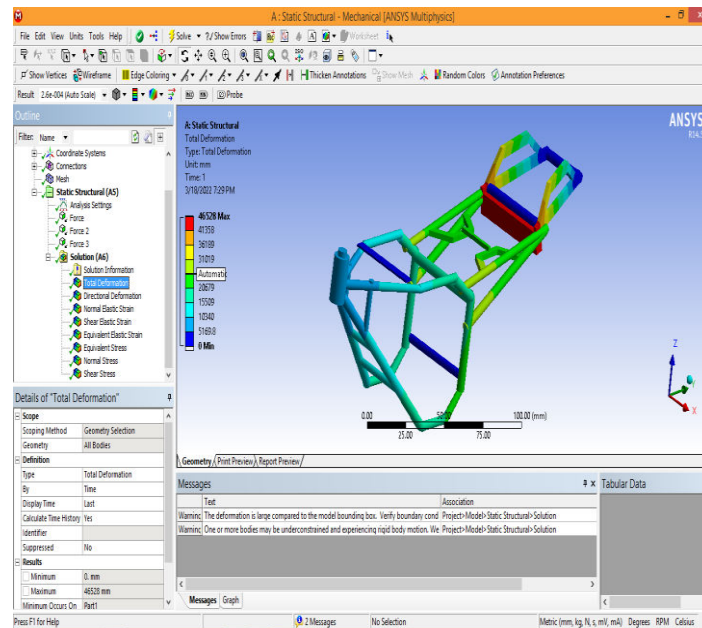 A : Static Structural - Mechanical [ANSYS Multiphysics]
File Edit View Units Tools Help Solve ?/Show Errors Worksheet
Show Vertices Wireframe Edge Coloring Thicken Annotations Show Mesh Random Colors Annotation Preferences
Result 2.6e-004 (Auto Scale) Probe
Outline
Filter: Name
Coordinate Systems
Connections
Mesh
Static Structural (A5)
Analysis Settings
Force
Force 2
Force 3
Solution (A6)
Solution Information
Total Deformation
Directional Deformation
Normal Elastic Strain
Shear Elastic Strain
Equivalent Elastic Strain
Equivalent Stress
Normal Stress
Shear Stress
A: Static Structural
Total Deformation
Type: Total Deformation
Unit: mm
Time: 1
3/18/2022 7:29 PM
46528 Max
41358
36189
31019
Automatic
20679
15509
10340
5169.8
0 Min
ANSYS
R14.5
Z
Y
X
0.00 50.00 100.00 (mm)
25.00 75.00
Geometry Print Preview Report Preview
Details of "Total Deformation"
Scope
Scoping Method Geometry Selection
Geometry All Bodies
Definition
Type Total Deformation
By Time
Display Time Last
Calculate Time History Yes
Identifier
Suppressed No
Results
Minimum 0. mm
Maximum 46528 mm
Minimum Occurs On Part1
Messages
Text Association
Warning The deformation is large compared to the model bounding box. Verify boundary cond Project>Model>Static Structural>Solution
Warning One or more bodies may be underconstrained and experiencing rigid body motion. We Project>Model>Static Structural>Solution
Messages Graph
Tabular Data
Press F1 for Help 2 Messages No Selection Metric (mm, kg, N, s, mV, mA) Degrees RPM Celsius